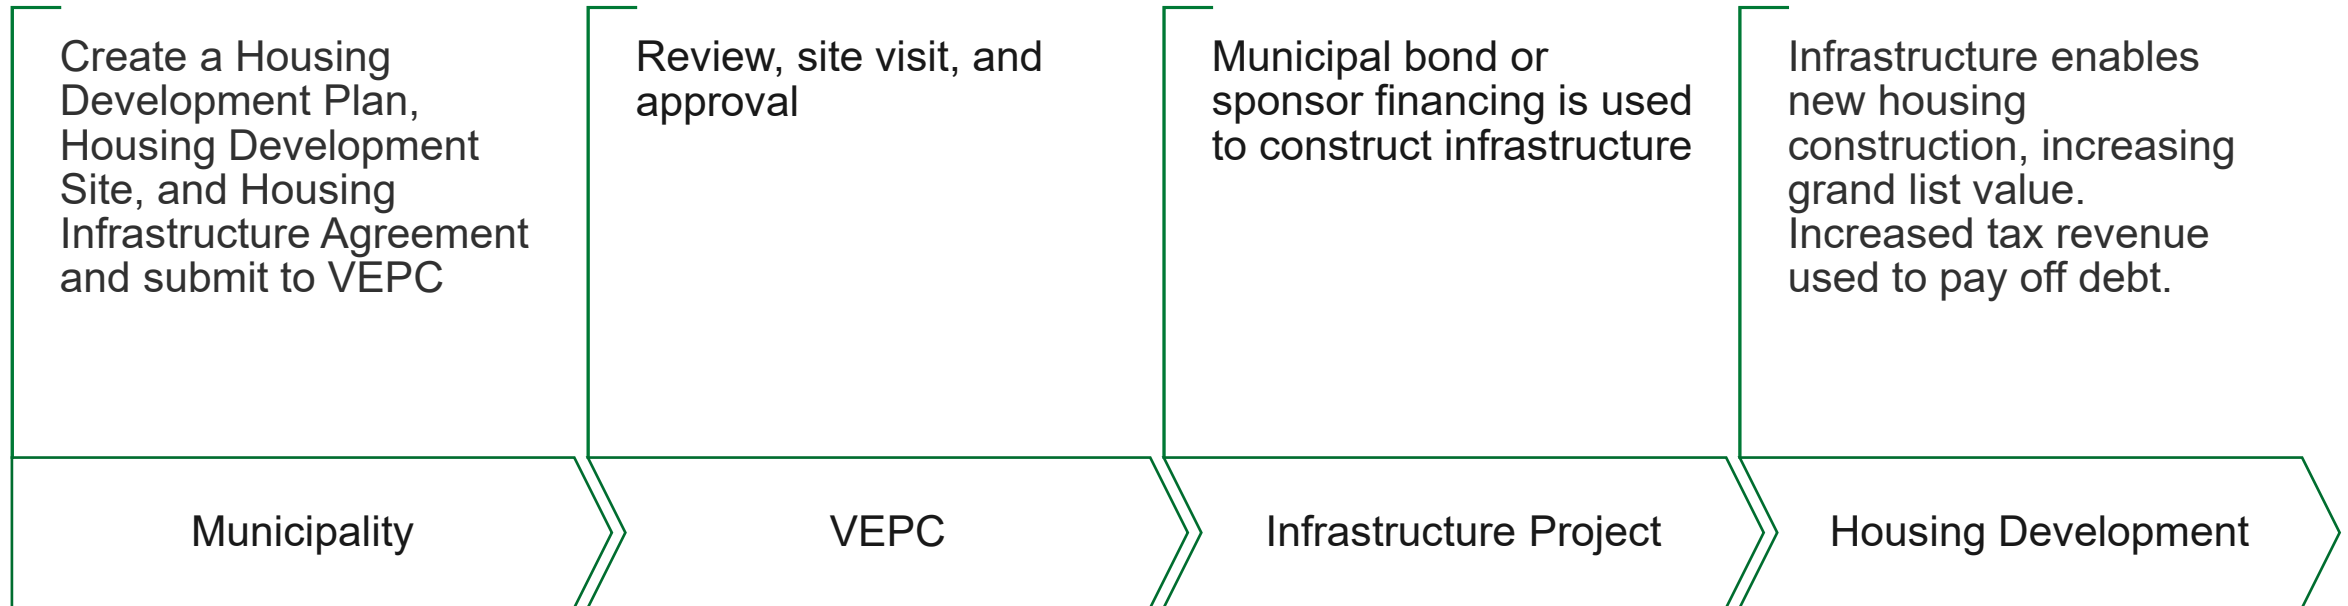 Create a Housing
Development Plan,
Housing Development
Site, and Housing
Infrastructure Agreement
and submit to VEPC
Municipality
Review, site visit, and
approval
VEPC
Municipal bond or
sponsor financing is used
to construct infrastructure
Infrastructure Project
Infrastructure enables
new housing
construction, increasing
grand list value.
Increased tax revenue
used to pay off debt.
Housing Development